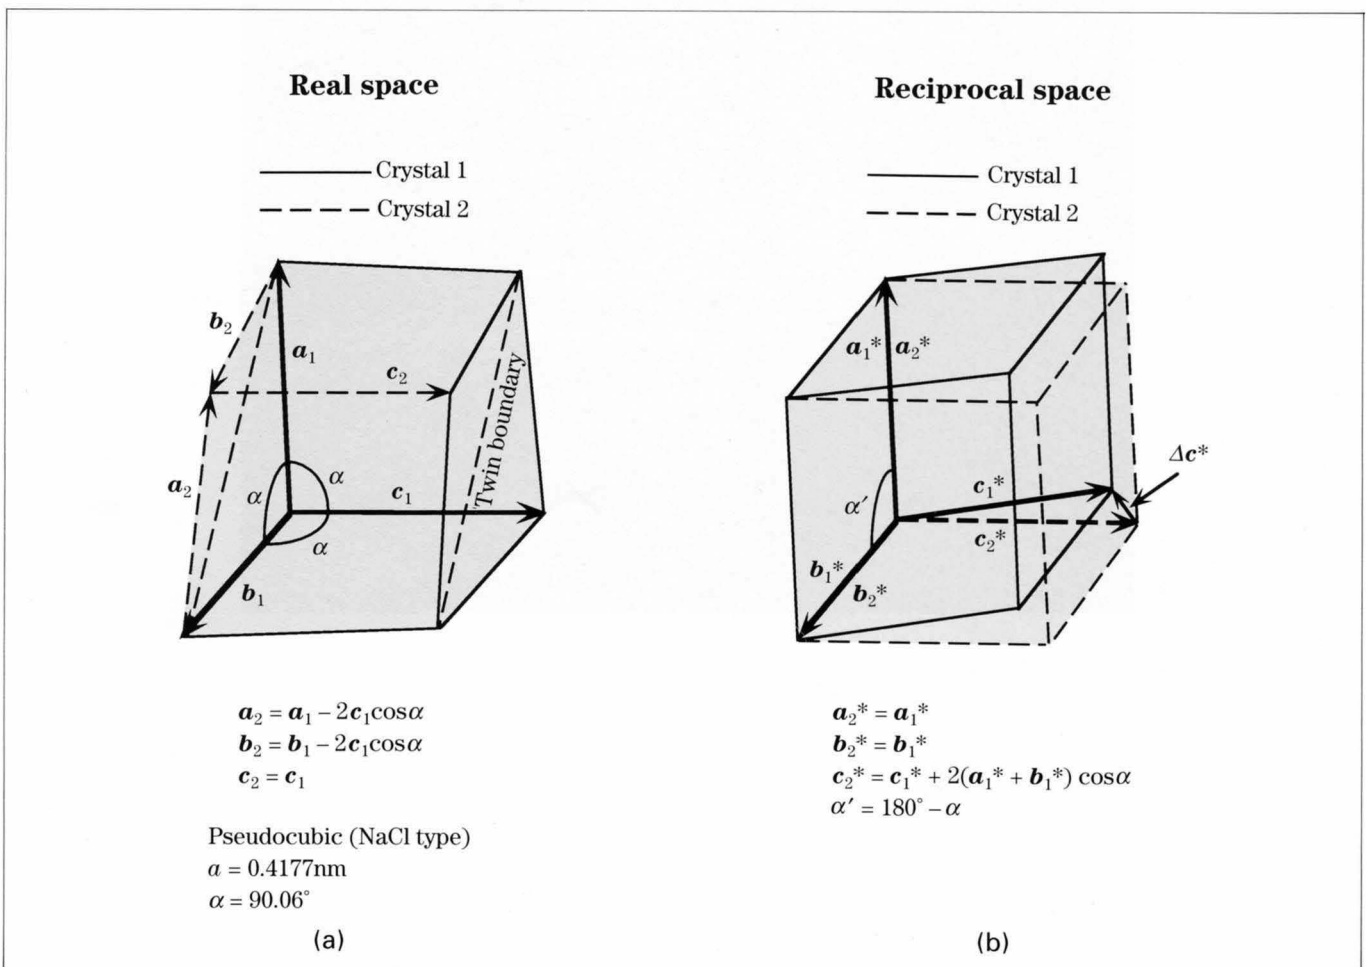 Real space
Crystal 1
Crystal 2
b₂
a₁
c₂
Twin boundary
a₂
α
α
c₁
α
b₁
a₂ = a₁ – 2c₁cosα
b₂ = b₁ – 2c₁cosα
c₂ = c₁
Pseudocubic (NaCl type)
a = 0.4177nm
α = 90.06°
(a)
Reciprocal space
Crystal 1
Crystal 2
a₁* a₂*
Δc*
c₁*
α′
c₂*
b₁*
b₂*
a₂* = a₁*
b₂* = b₁*
c₂* = c₁* + 2(a₁* + b₁*) cosα
α′ = 180° – α
(b)